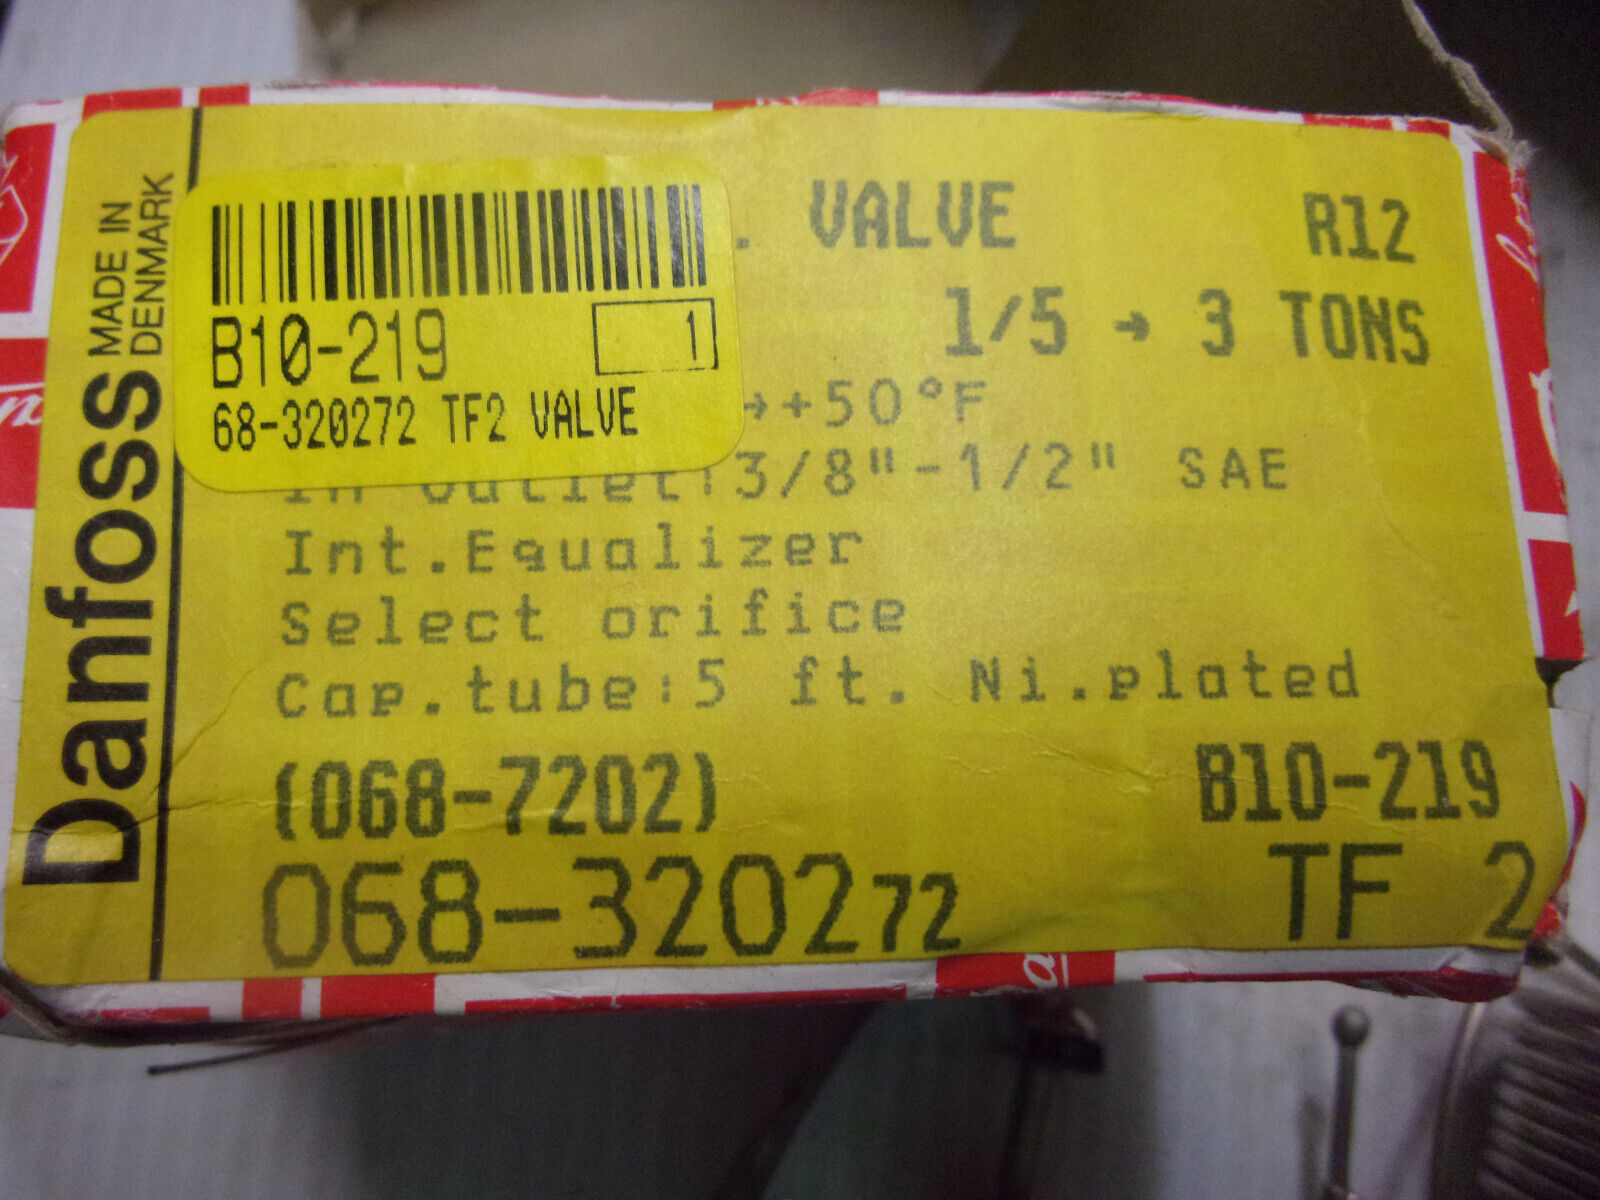 Danfoss
MADE IN
DENMARK
B10-219
1
68-320272 TF2 VALVE
. VALVE R12
1/5 → 3 TONS
→+50°F
In Outlet:3/8"-1/2" SAE
Int.Equalizer
Select orifice
Cap.tube:5 ft. Ni.plated
(068-7202) B10-219
068-320272 TF 2